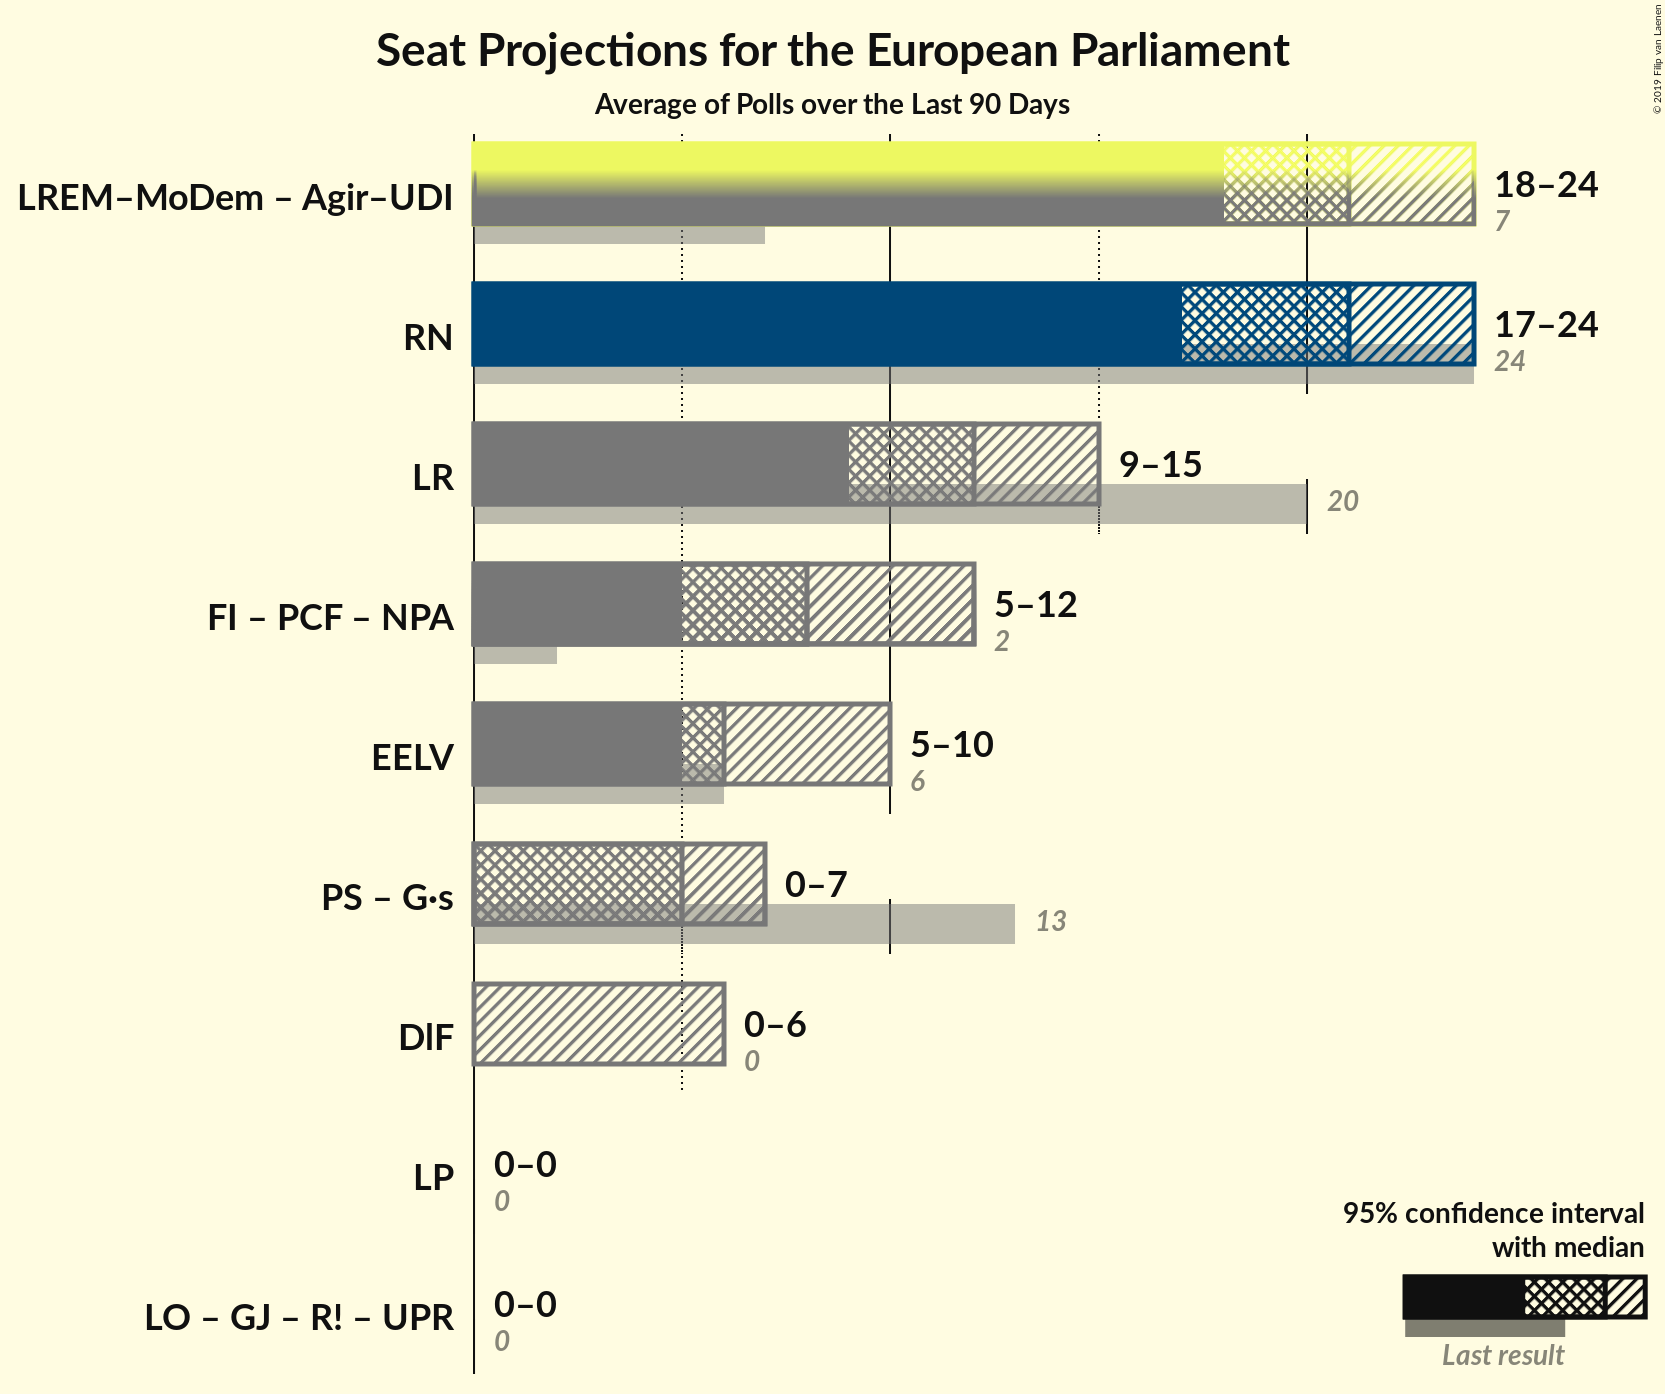 Seat Projections for the European Parliament
Average of Polls over the Last 90 Days
© 2019 Filip van Laenen
LREM–MoDem – Agir–UDI
18–24
7
RN
17–24
24
LR
9–15
20
FI – PCF – NPA
5–12
2
EELV
5–10
6
PS – G·s
0–7
13
DlF
0–6
0
LP
0–0
0
LO – GJ – R! – UPR
0–0
0
95% confidence interval
with median
Last result